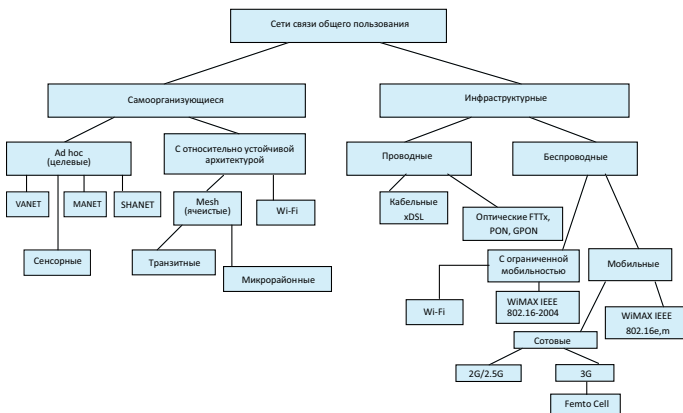 Сети связи общего пользования
Самоорганизующиеся
Инфраструктурные
Ad hoc
(целевые)
С относительно устойчивой
архитектурой
Проводные
Беспроводные
VANET
MANET
SHANET
Mesh
(ячеистые)
Wi-Fi
Кабельные
xDSL
Оптические FTTx,
PON, GPON
Сенсорные
Транзитные
Микрорайонные
С ограниченной
мобильностью
Мобильные
Wi-Fi
WiMAX IEEE
802.16-2004
WiMAX IEEE
802.16e,m
Сотовые
2G/2.5G
3G
Femto Cell